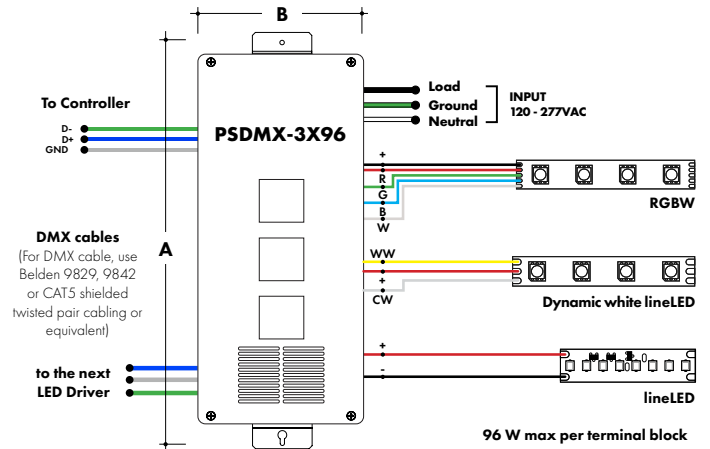 B
To Controller
D-
D+
GND
PSDMX-3X96
Load
Ground
Neutral
INPUT
120 - 277VAC
+
R
G
B
W
RGBW
DMX cables
(For DMX cable, use
Belden 9829, 9842
or CAT5 shielded
twisted pair cabling or
equivalent)
A
WW
+
CW
Dynamic white lineLED
to the next
LED Driver
+
-
lineLED
96 W max per terminal block